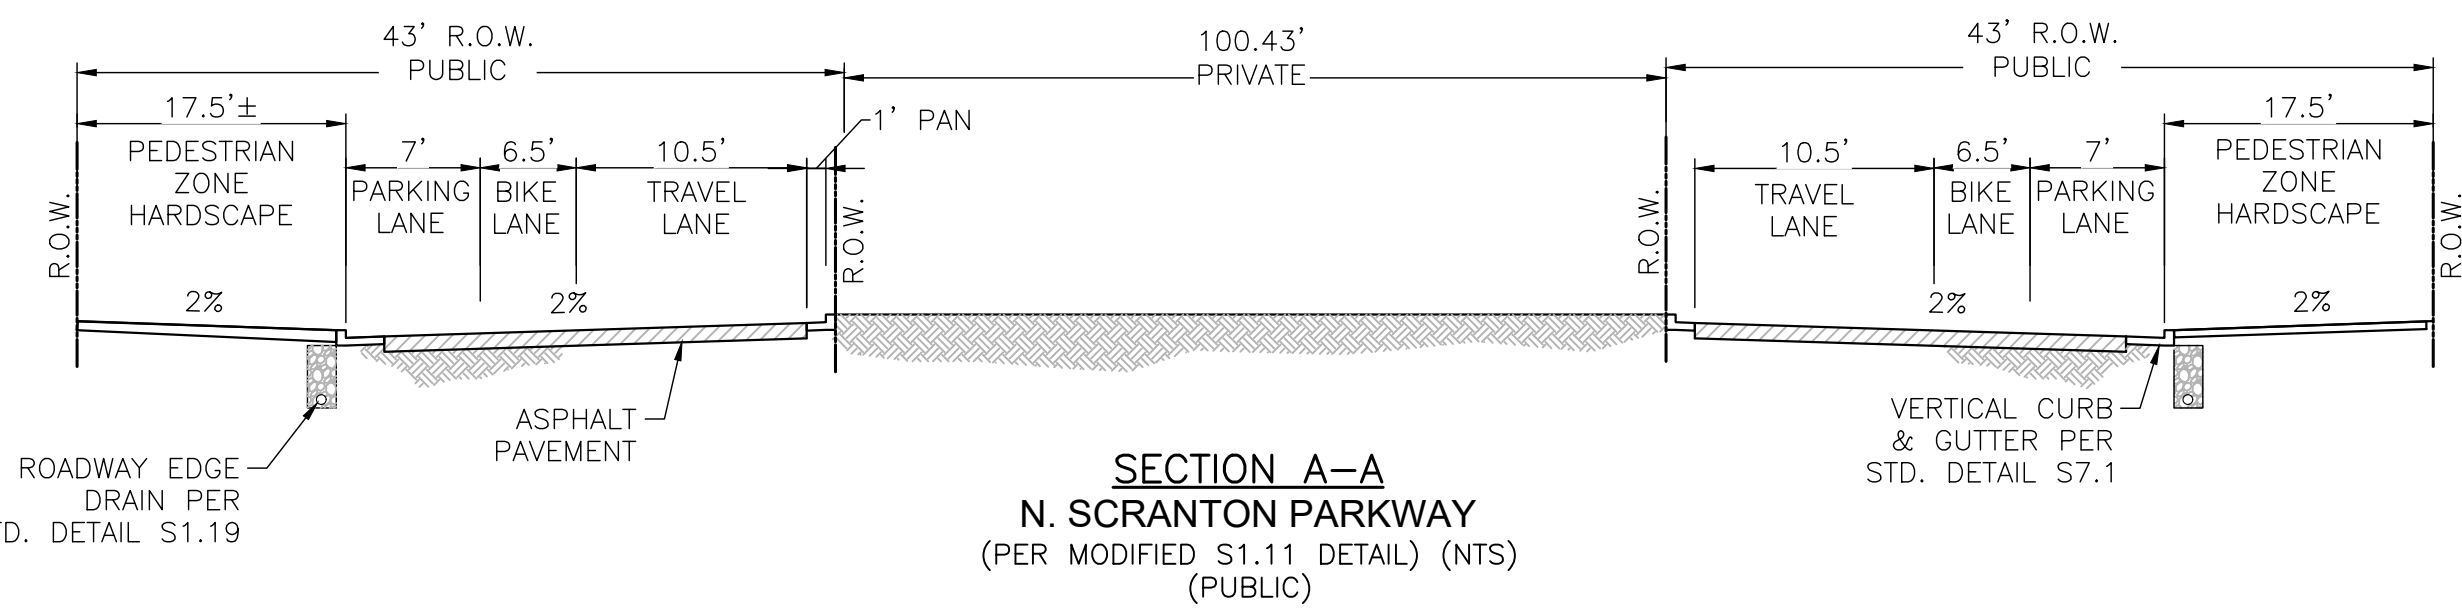 43' R.O.W.
PUBLIC
100.43'
PRIVATE
43' R.O.W.
PUBLIC
17.5'±
PEDESTRIAN
ZONE
HARDSCAPE
7'
PARKING
LANE
6.5'
BIKE
LANE
10.5'
TRAVEL
LANE
1' PAN
10.5'
TRAVEL
LANE
6.5'
BIKE
LANE
7'
PARKING
LANE
17.5'
PEDESTRIAN
ZONE
HARDSCAPE
R.O.W.
R.O.W.
R.O.W.
R.O.W.
2%
2%
2%
2%
ROADWAY EDGE
DRAIN PER
TD. DETAIL S1.19
ASPHALT
PAVEMENT
VERTICAL CURB
& GUTTER PER
STD. DETAIL S7.1
SECTION A-A
N. SCRANTON PARKWAY
(PER MODIFIED S1.11 DETAIL) (NTS)
(PUBLIC)